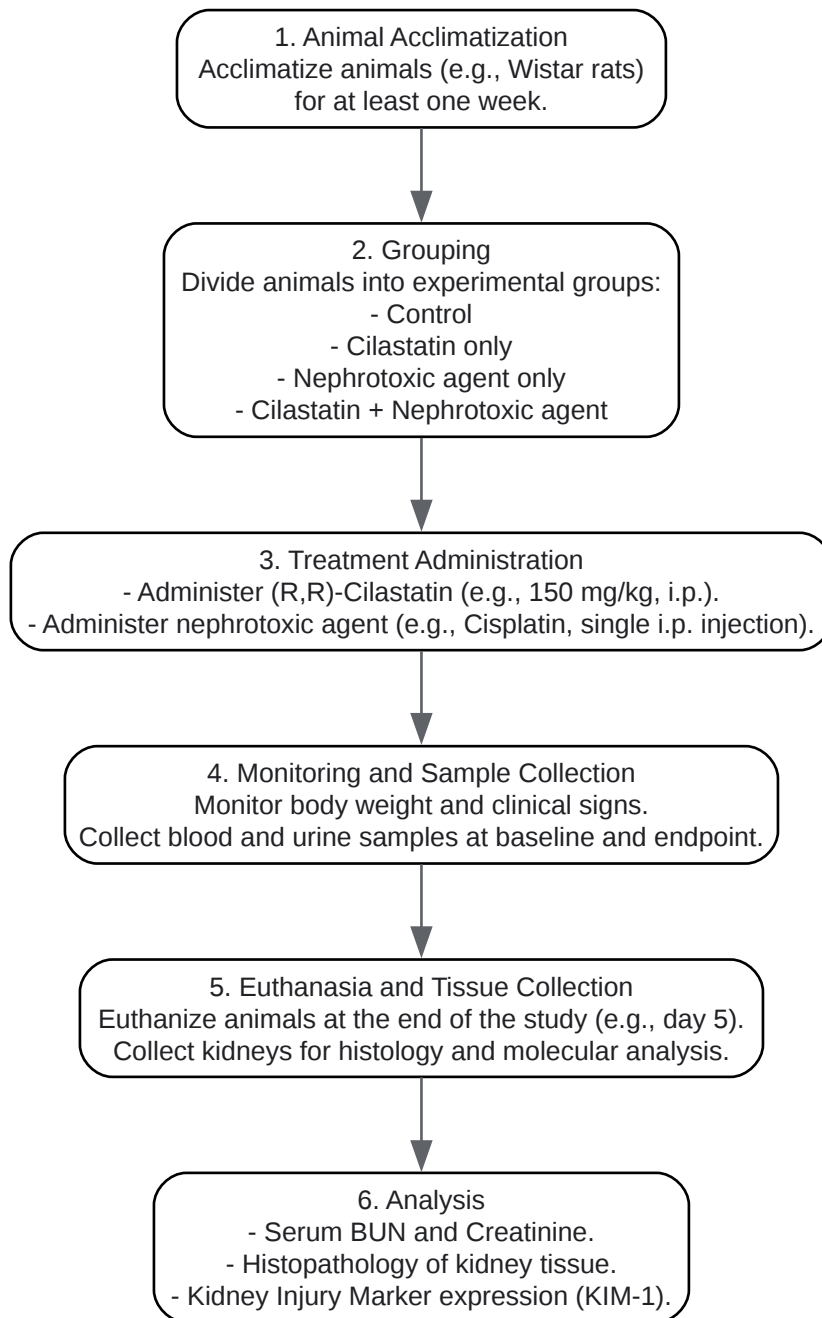 1. Animal Acclimatization
Acclimatize animals (e.g., Wistar rats)
for at least one week.
2. Grouping
Divide animals into experimental groups:
- Control
- Cilastatin only
- Nephrotoxic agent only
- Cilastatin + Nephrotoxic agent
3. Treatment Administration
- Administer (R,R)-Cilastatin (e.g., 150 mg/kg, i.p.).
- Administer nephrotoxic agent (e.g., Cisplatin, single i.p. injection).
4. Monitoring and Sample Collection
Monitor body weight and clinical signs.
Collect blood and urine samples at baseline and endpoint.
5. Euthanasia and Tissue Collection
Euthanize animals at the end of the study (e.g., day 5).
Collect kidneys for histology and molecular analysis.
6. Analysis
- Serum BUN and Creatinine.
- Histopathology of kidney tissue.
- Kidney Injury Marker expression (KIM-1).